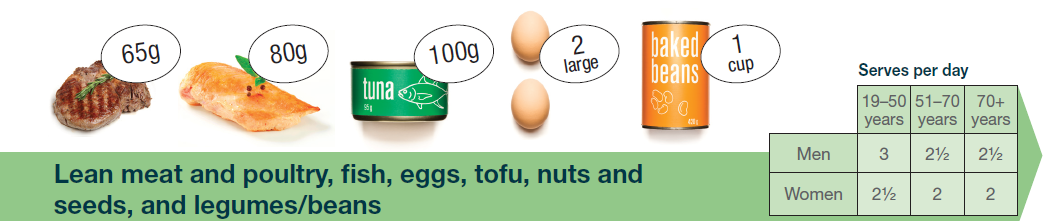 65g
80g
100g
2
large
1
cup
tuna
baked
beans
Lean meat and poultry, fish, eggs, tofu, nuts and
seeds, and legumes/beans
Serves per day
19–50 years 51–70 years 70+ years
Men 3 2½ 2½
Women 2½ 2 2